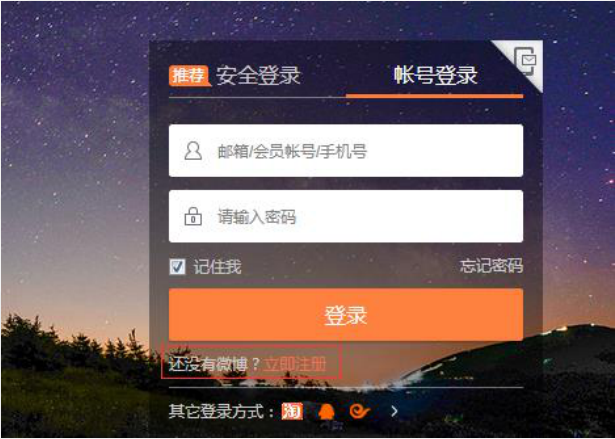 推荐 安全登录 帐号登录
邮箱/会员帐号/手机号
请输入密码
记住我 忘记密码
登录
还没有微博？立即注册
其它登录方式：淘